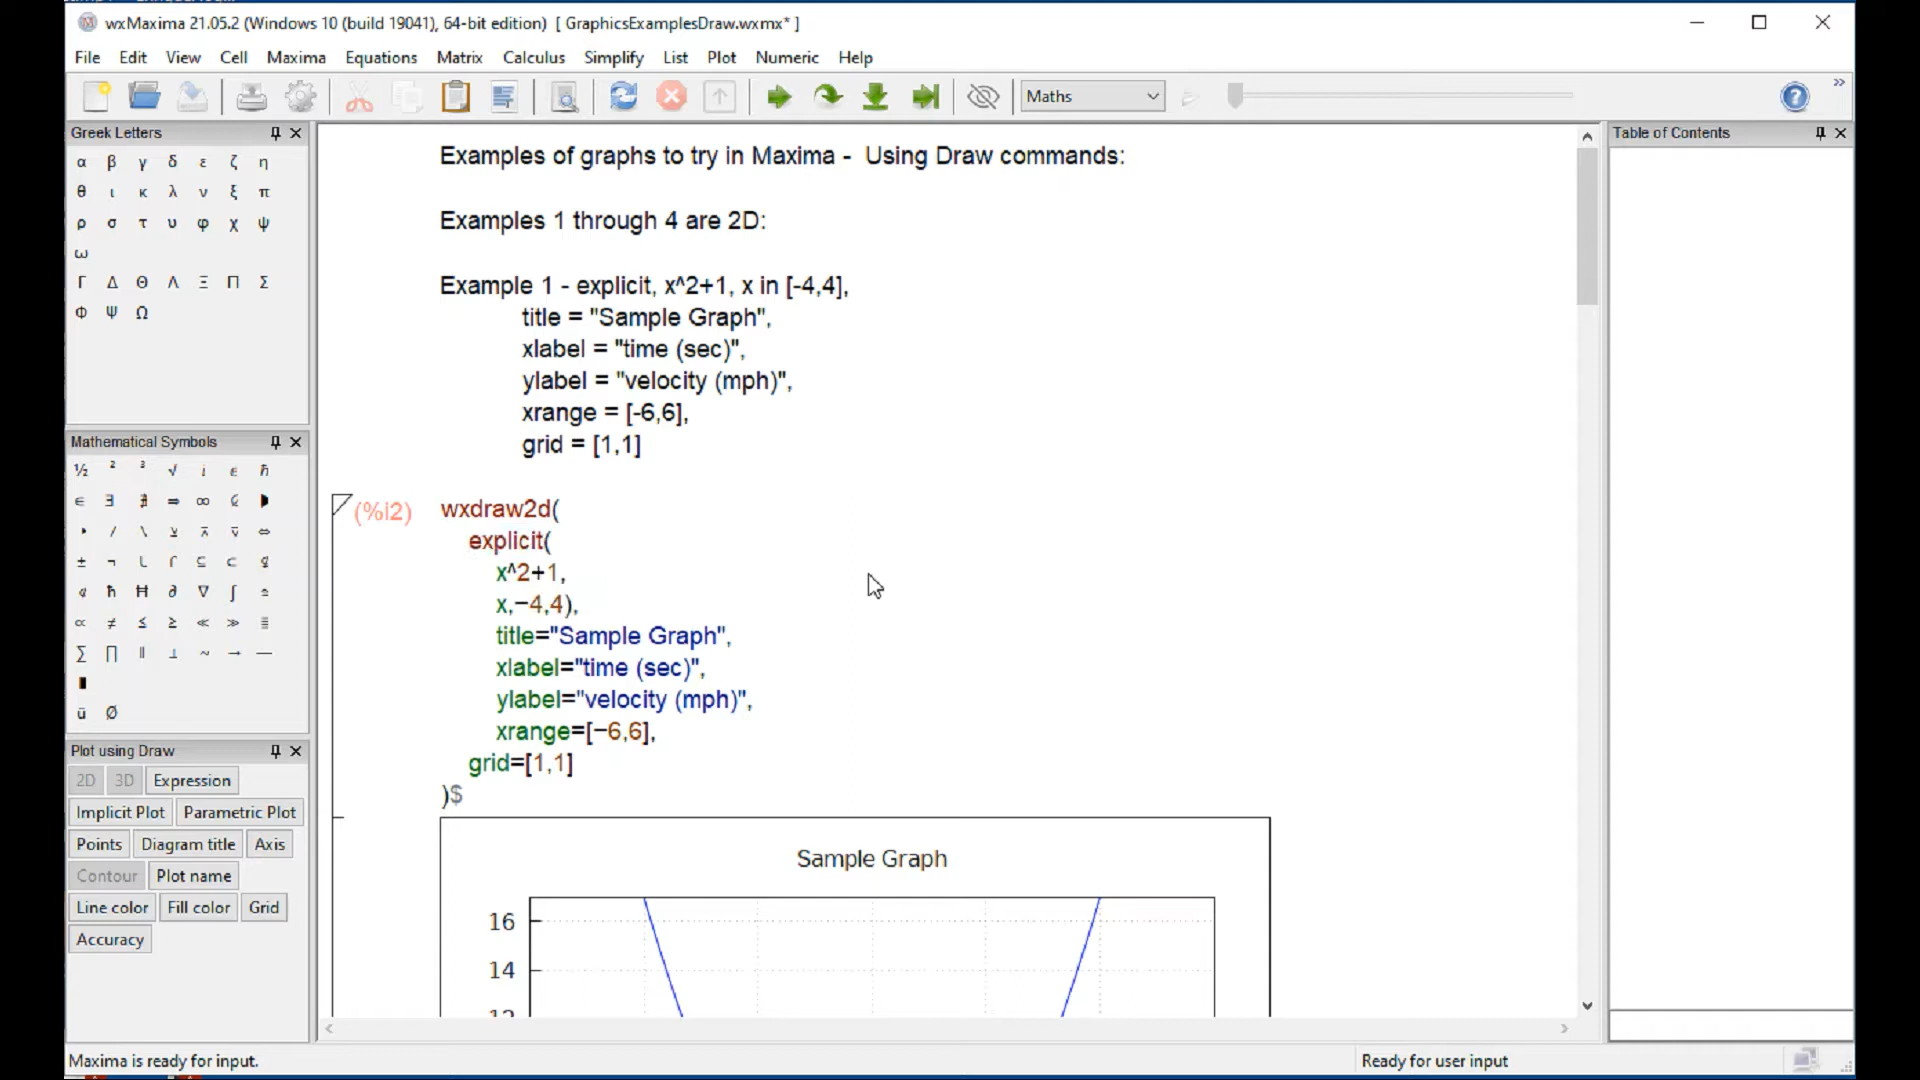 wxMaxima 21.05.2 (Windows 10 (build 19041), 64-bit edition) [ GraphicsExamplesDraw.wxmx* ]
File Edit View Cell Maxima Equations Matrix Calculus Simplify List Plot Numeric Help
Maths
Greek Letters
α β γ δ ε ζ η
θ ι κ λ ν ξ π
ρ σ τ υ φ χ ψ
ω
Γ Δ Θ Λ Ξ Π Σ
Φ Ψ Ω
Mathematical Symbols
½ ² ³ √ i e ħ
∈ ∃ ∄ ⇒ ∞
± ¬
ħ Ħ ∂ ∇ ∫
∝ ≠ ≤ ≥ ≪ ≫
∑ ∏ ∥ ⟂ ~ → —
ü Ø
Plot using Draw
2D 3D Expression
Implicit Plot Parametric Plot
Points Diagram title Axis
Contour Plot name
Line color Fill color Grid
Accuracy
Examples of graphs to try in Maxima - Using Draw commands:
Examples 1 through 4 are 2D:
Example 1 - explicit, x^2+1, x in [-4,4],
title = "Sample Graph",
xlabel = "time (sec)",
ylabel = "velocity (mph)",
xrange = [-6,6],
grid = [1,1]
(%i2) wxdraw2d(
explicit(
x^2+1,
x,−4,4),
title="Sample Graph",
xlabel="time (sec)",
ylabel="velocity (mph)",
xrange=[−6,6],
grid=[1,1]
)$
Sample Graph
16
14
12
Table of Contents
Maxima is ready for input.
Ready for user input